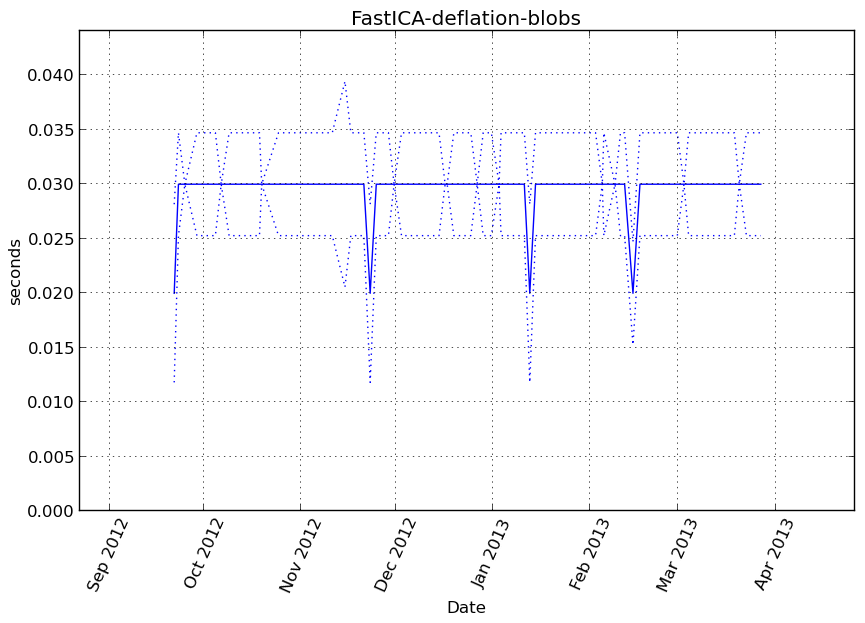 FastICA-deflation-blobs
0.040
0.035
0.030
0.025
0.020
0.015
0.010
0.005
0.000
seconds
Sep 2012
Oct 2012
Nov 2012
Dec 2012
Jan 2013
Feb 2013
Mar 2013
Apr 2013
Date